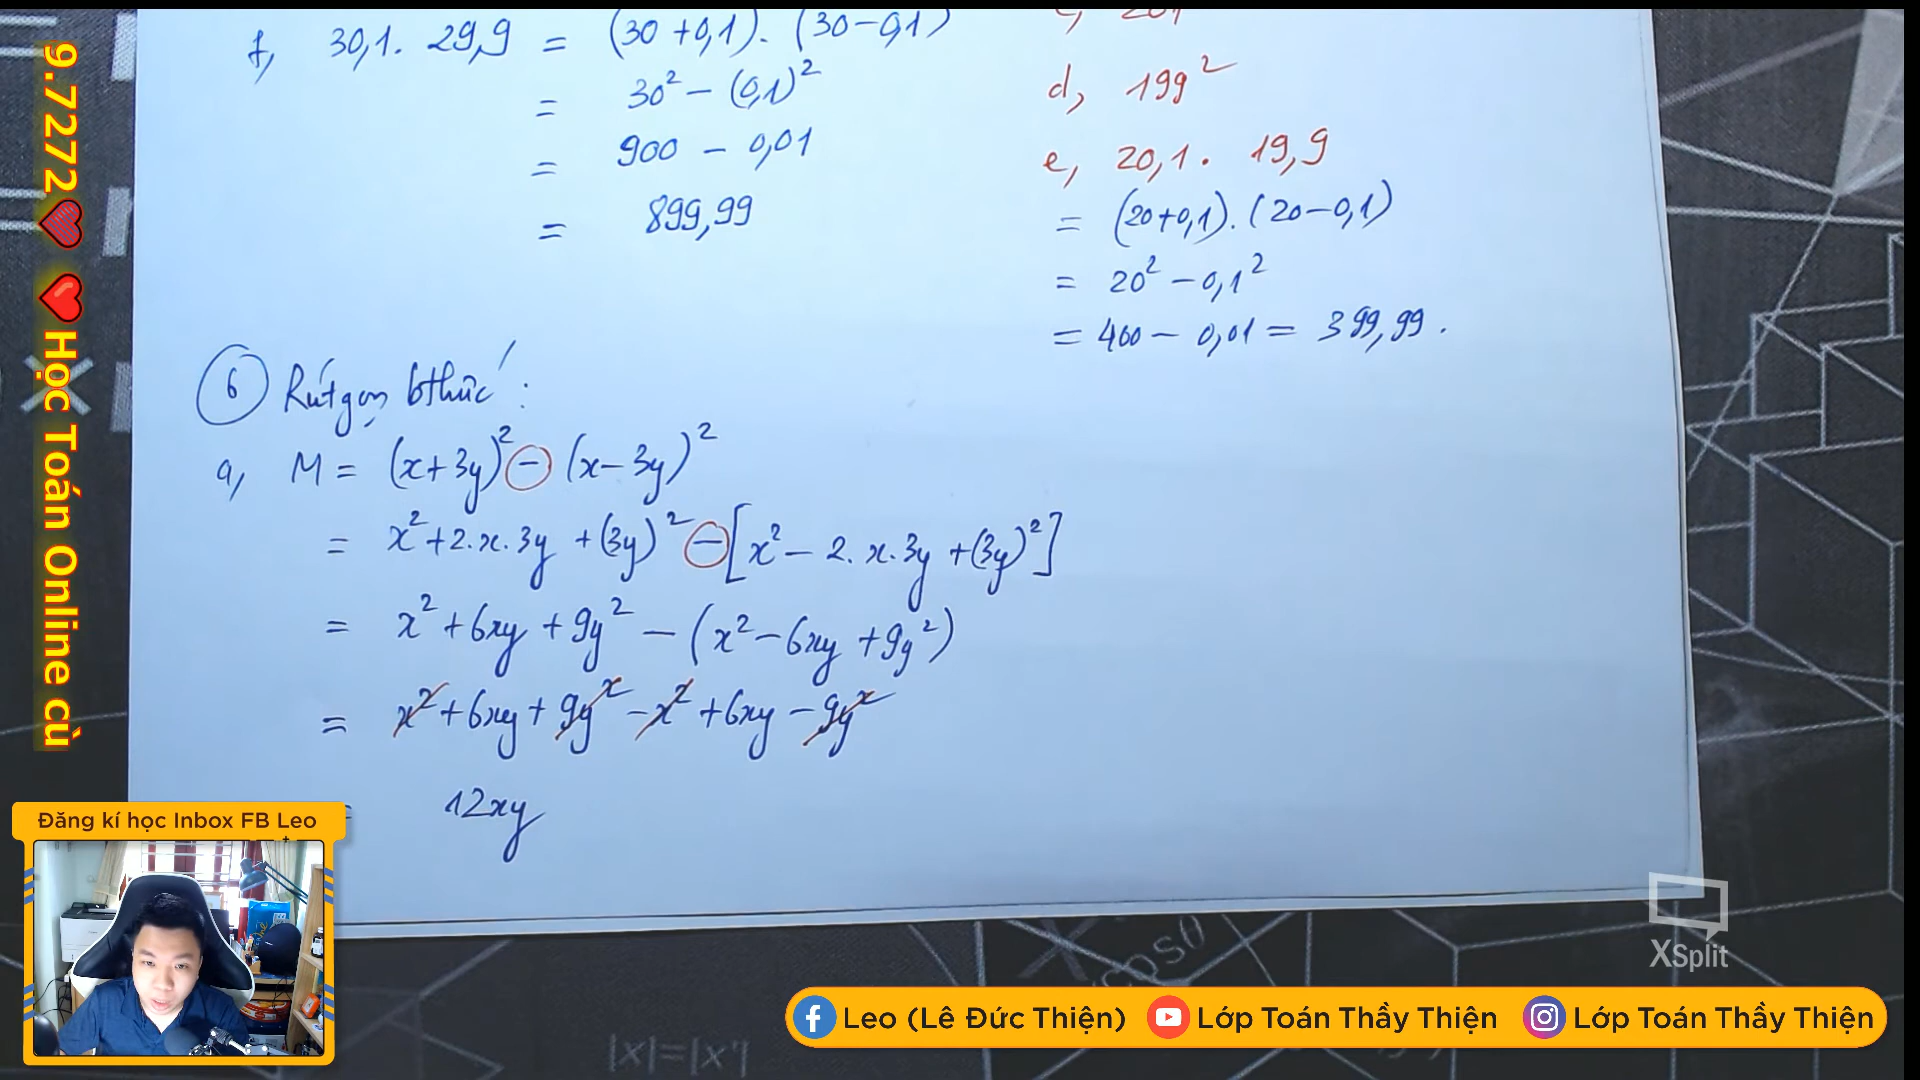 f, 30,1 . 29,9 = (30 + 0,1) . (30 - 0,1)
= 30² - (0,1)²
= 900 - 0,01
= 899,99
d, 199²
e, 20,1 . 19,9
= (20+0,1) . (20-0,1)
= 20² - 0,1²
= 400 - 0,01 = 399,99 .
6 Rút gọn bthức :
a, M = (x+3y)² - (x-3y)²
= x² + 2.x.3y + (3y)² - [x² - 2.x.3y + (3y)²]
= x² + 6xy + 9y² - (x² - 6xy + 9y²)
= x² + 6xy + 9y² - x² + 6xy - 9y²
= 12xy
9.7272❤️ ❤️Học Toán Online cù
Đăng kí học Inbox FB Leo
XSplit
Leo (Lê Đức Thiện) Lớp Toán Thầy Thiện Lớp Toán Thầy Thiện